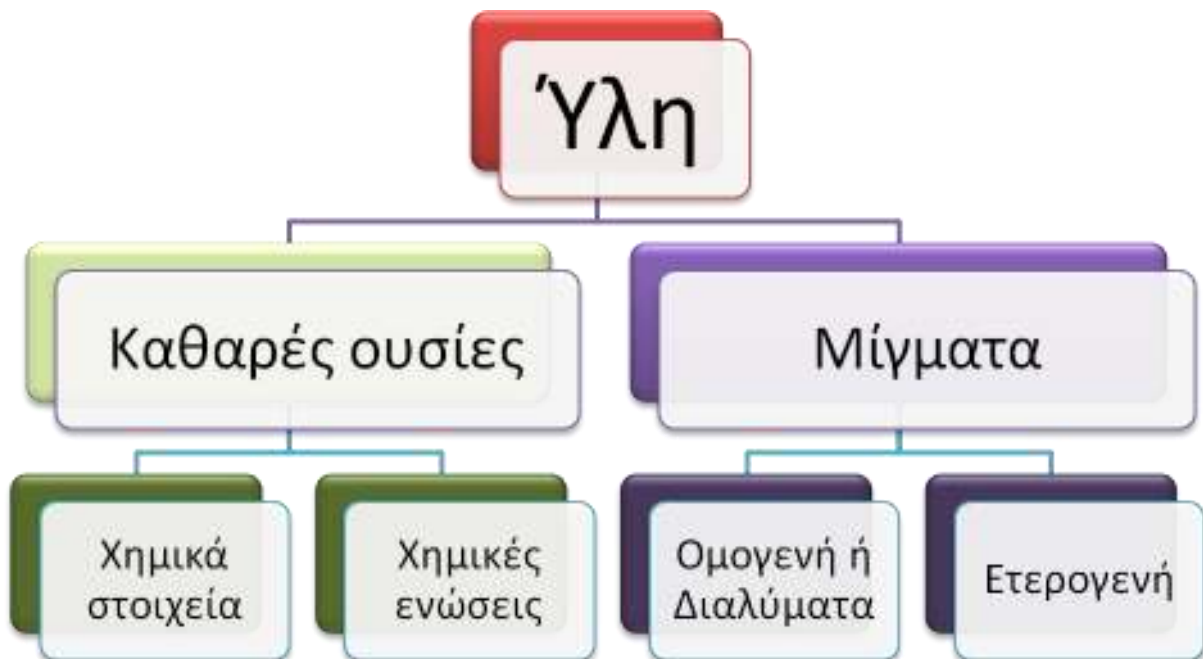 Ύλη
Καθαρές ουσίες
Μίγματα
Χημικά
στοιχεία
Χημικές
ενώσεις
Ομογενή ή
Διαλύματα
Ετερογενή